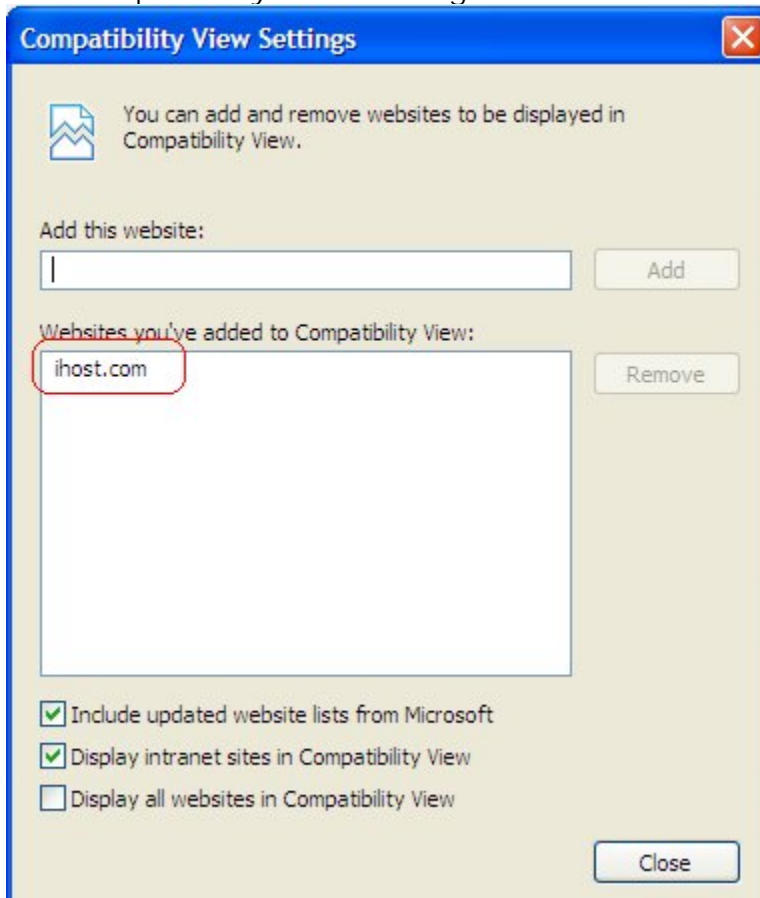 Compatibility View Settings
You can add and remove websites to be displayed in
Compatibility View.
Add this website:
Add
Websites you've added to Compatibility View:
ihost.com
Remove
Include updated website lists from Microsoft
Display intranet sites in Compatibility View
Display all websites in Compatibility View
Close